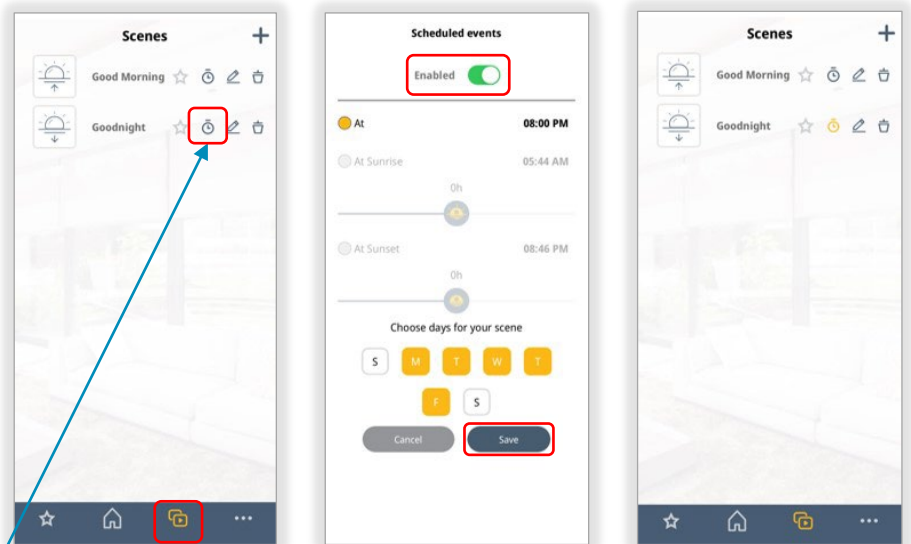 Scenes
Good Morning
Goodnight
Scheduled events
Enabled
At 08:00 PM
At Sunrise 05:44 AM
0h
At Sunset 08:46 PM
0h
Choose days for your scene
S M T W T
F S
Cancel Save
Scenes
Good Morning
Goodnight